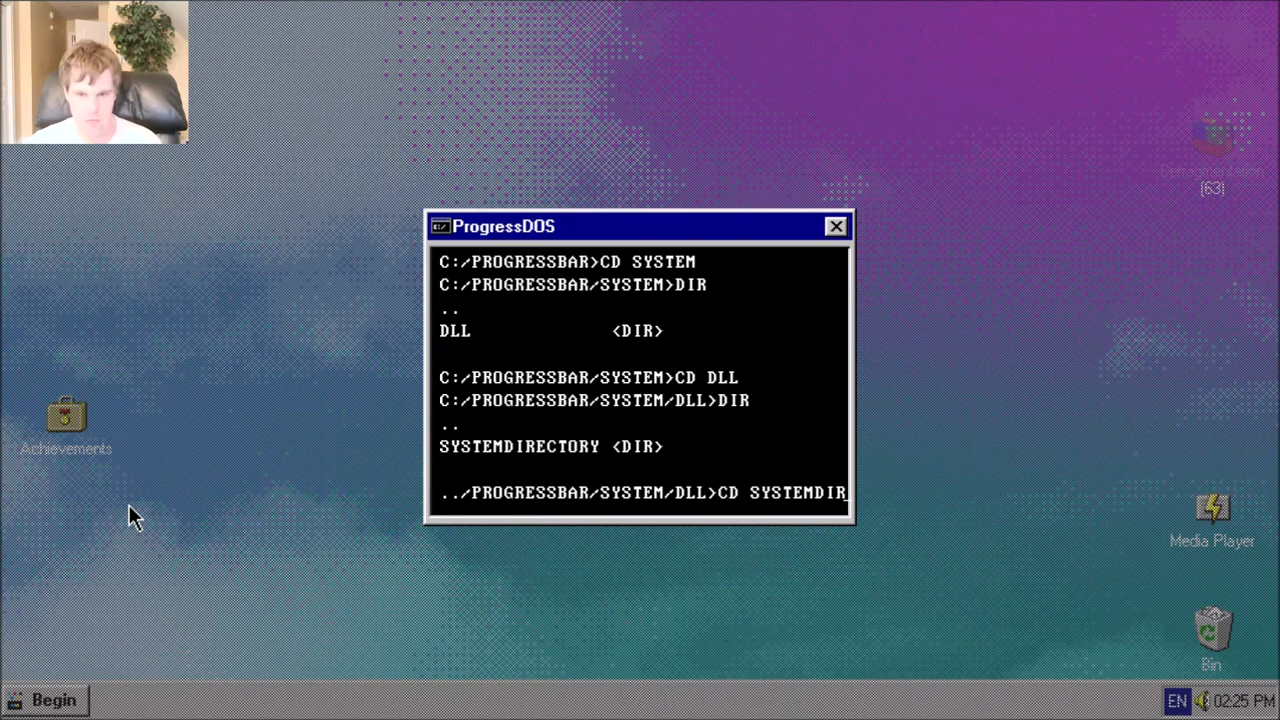 Defragmentation
(63)
ProgressDOS
C:/PROGRESSBAR>CD SYSTEM
C:/PROGRESSBAR/SYSTEM>DIR
..
DLL <DIR>
C:/PROGRESSBAR/SYSTEM>CD DLL
C:/PROGRESSBAR/SYSTEM/DLL>DIR
..
SYSTEMDIRECTORY <DIR>
../PROGRESSBAR/SYSTEM/DLL>CD SYSTEMDIR_
Achievements
Media Player
Bin
Begin
EN
02:25 PM